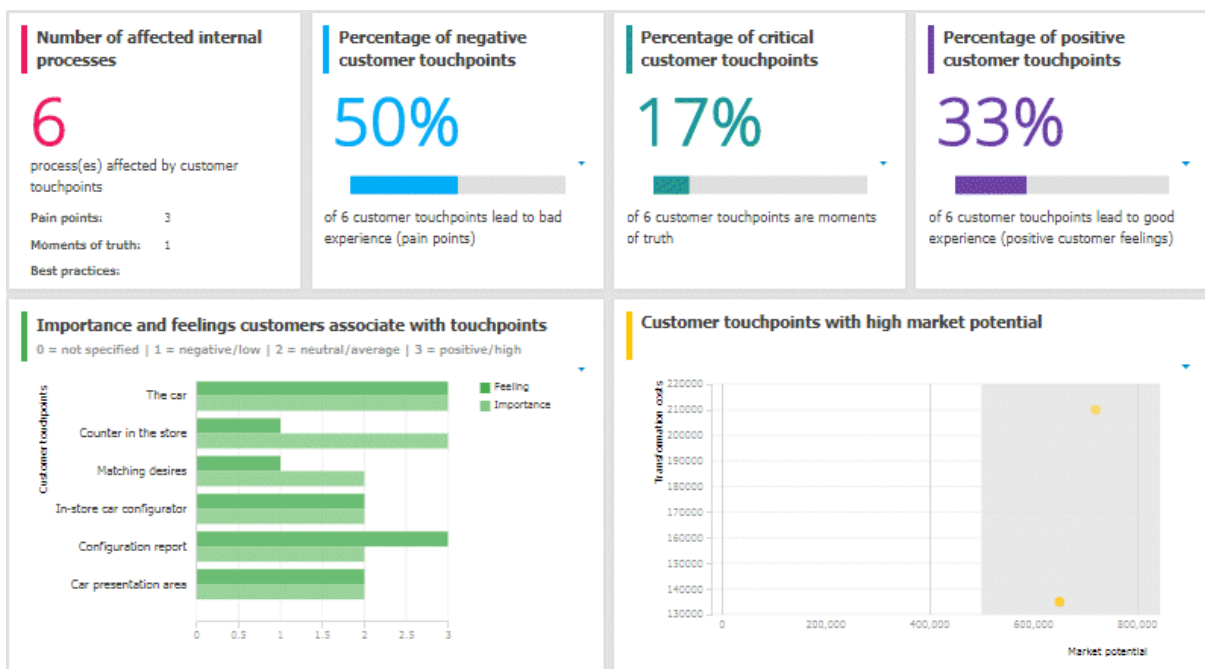 Number of affected internal
processes
6
process(es) affected by customer
touchpoints
Pain points: 3
Moments of truth: 1
Best practices:
Percentage of negative
customer touchpoints
50%
of 6 customer touchpoints lead to bad
experience (pain points)
Percentage of critical
customer touchpoints
17%
of 6 customer touchpoints are moments
of truth
Percentage of positive
customer touchpoints
33%
of 6 customer touchpoints lead to good
experience (positive customer feelings)
Importance and feelings customers associate with touchpoints
0 = not specified | 1 = negative/low | 2 = neutral/average | 3 = positive/high
Customer touchpoints
The car
Counter in the store
Matching desires
In-store car configurator
Configuration report
Car presentation area
0 0.5 1 1.5 2 2.5 3
Feeling
Importance
Customer touchpoints with high market potential
Transformation costs
220000
210000
200000
190000
180000
170000
160000
150000
140000
130000
0 200,000 400,000 600,000 800,000
Market potential